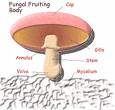 Fungal Fruiting
Body
Cap
Gills
Annulus
Stem
Volva
Mycelium